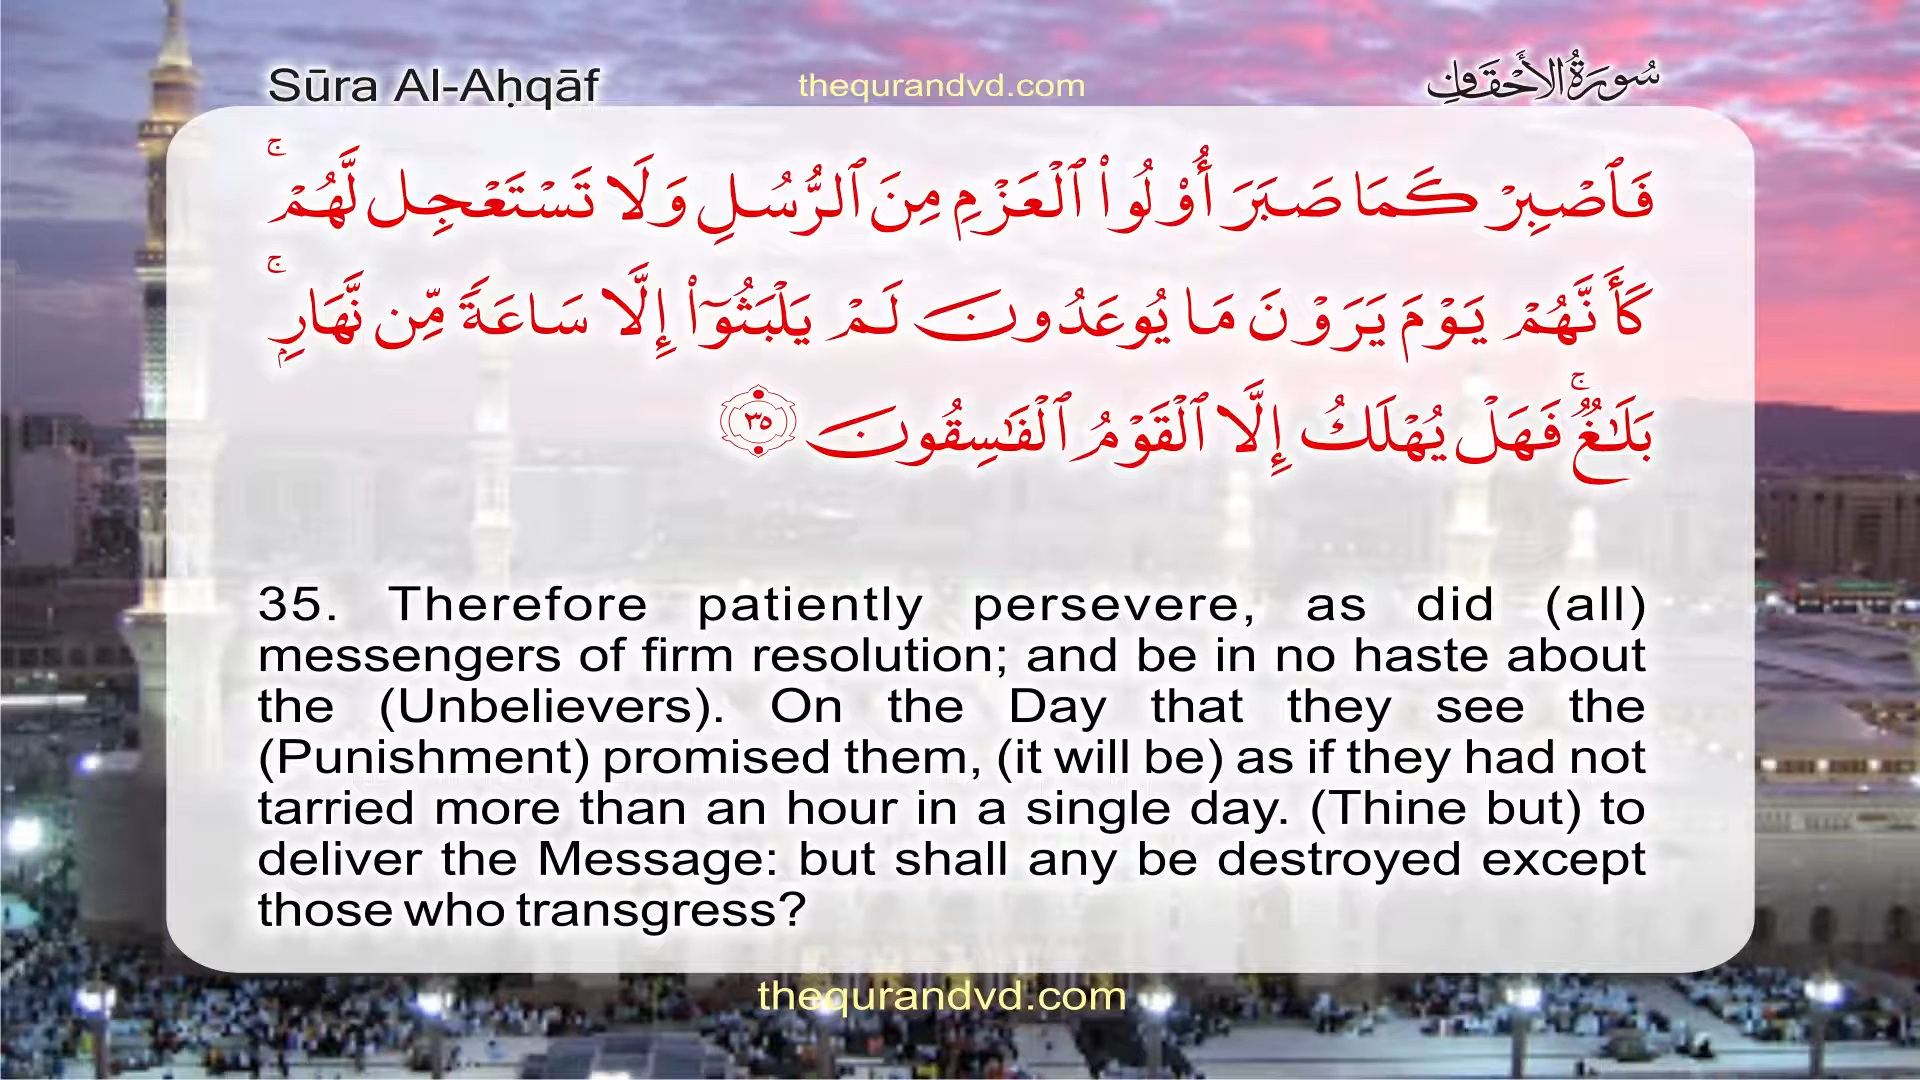 Sūra Al-Aḥqāf thequrandvd.com سُورَةُ الأَحْقَافِ
فَٱصْبِرْ كَمَا صَبَرَ أُو۟لُوا۟ ٱلْعَزْمِ مِنَ ٱلرُّسُلِ وَلَا تَسْتَعْجِل لَّهُمْ ۚ
كَأَنَّهُمْ يَوْمَ يَرَوْنَ مَا يُوعَدُونَ لَمْ يَلْبَثُوٓا۟ إِلَّا سَاعَةً مِّن نَّهَارٍۭ ۚ
بَلَـٰغٌ ۚ فَهَلْ يُهْلَكُ إِلَّا ٱلْقَوْمُ ٱلْفَـٰسِقُونَ ٣٥
35. Therefore patiently persevere, as did (all)
messengers of firm resolution; and be in no haste about
the (Unbelievers). On the Day that they see the
(Punishment) promised them, (it will be) as if they had not
tarried more than an hour in a single day. (Thine but) to
deliver the Message: but shall any be destroyed except
those who transgress?
thequrandvd.com